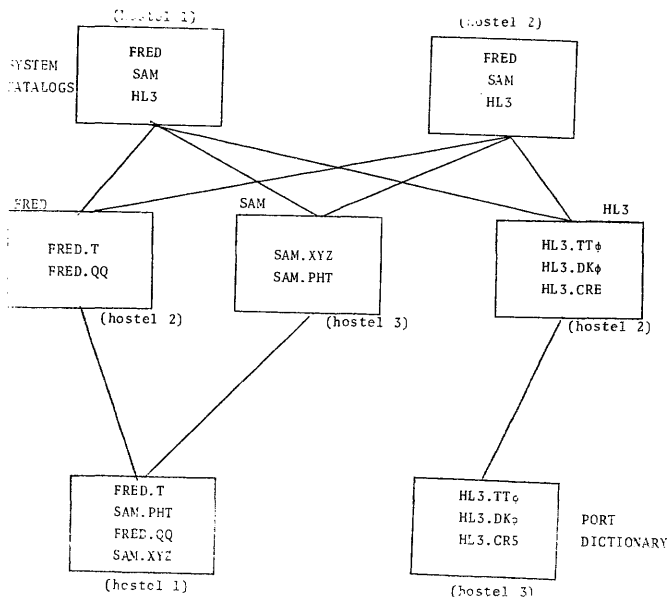 (hostel 1)
(hostel 2)
SYSTEM
CATALOGS
FRED
SAM
HL3
FRED
SAM
HL3
FRED
SAM
HL3
FRED.T
FRED.QQ
SAM.XYZ
SAM.PHT
HL3.TTϕ
HL3.DKϕ
HL3.CRE
(hostel 2)
(hostel 3)
(hostel 2)
FRED.T
SAM.PHT
FRED.QQ
SAM.XYZ
HL3.TTϕ
HL3.DKϕ
HL3.CR5
PORT
DICTIONARY
(hostel 1)
(hostel 3)